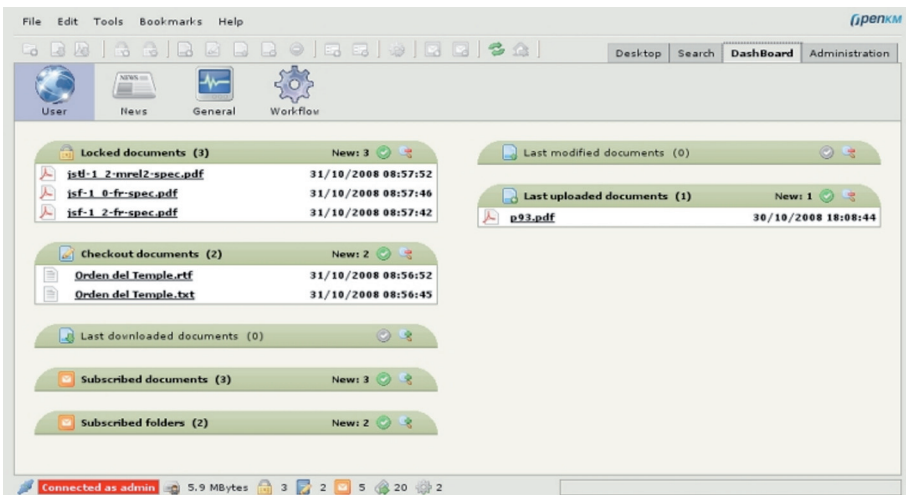 File Edit Tools Bookmarks Help
OPENKM
Desktop Search DashBoard Administration
NEWS
User News General Workflow
Locked documents (3) New: 3
jstl-1_2-mrel2-spec.pdf 31/10/2008 08:57:52
jsf-1_0-fr-spec.pdf 31/10/2008 08:57:46
jsf-1_2-fr-spec.pdf 31/10/2008 08:57:42
Checkout documents (2) New: 2
Orden del Temple.rtf 31/10/2008 08:56:52
Orden del Temple.txt 31/10/2008 08:56:45
Last downloaded documents (0)
Subscribed documents (3) New: 3
Subscribed folders (2) New: 2
Last modified documents (0)
Last uploaded documents (1) New: 1
p93.pdf 30/10/2008 18:08:44
Connected as admin 5.9 MBytes 3 2 5 20 2